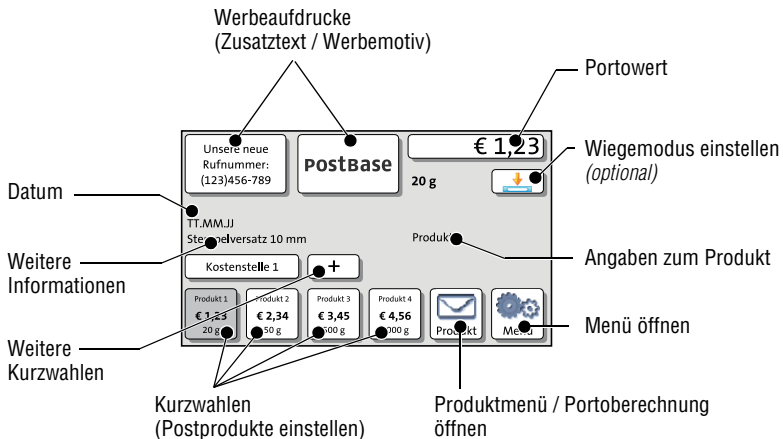 Werbeaufdrucke
(Zusatztext / Werbemotiv)
Portowert
Unsere neue
Rufnummer:
(123)456-789
PostBase
€ 1,23
20 g
Wiegemodus einstellen
(optional)
Datum
TT.MM.JJ
Stempelversatz 10 mm
Produkt
Angaben zum Produkt
Weitere
Informationen
Kostenstelle 1
+
Produkt 1
€ 1,23
20 g
Produkt 2
€ 2,34
50 g
Produkt 3
€ 3,45
500 g
Produkt 4
€ 4,56
1000 g
Produkt
Menü
Menü öffnen
Weitere
Kurzwahlen
Kurzwahlen
(Postprodukte einstellen)
Produktmenü / Portoberechnung
öffnen